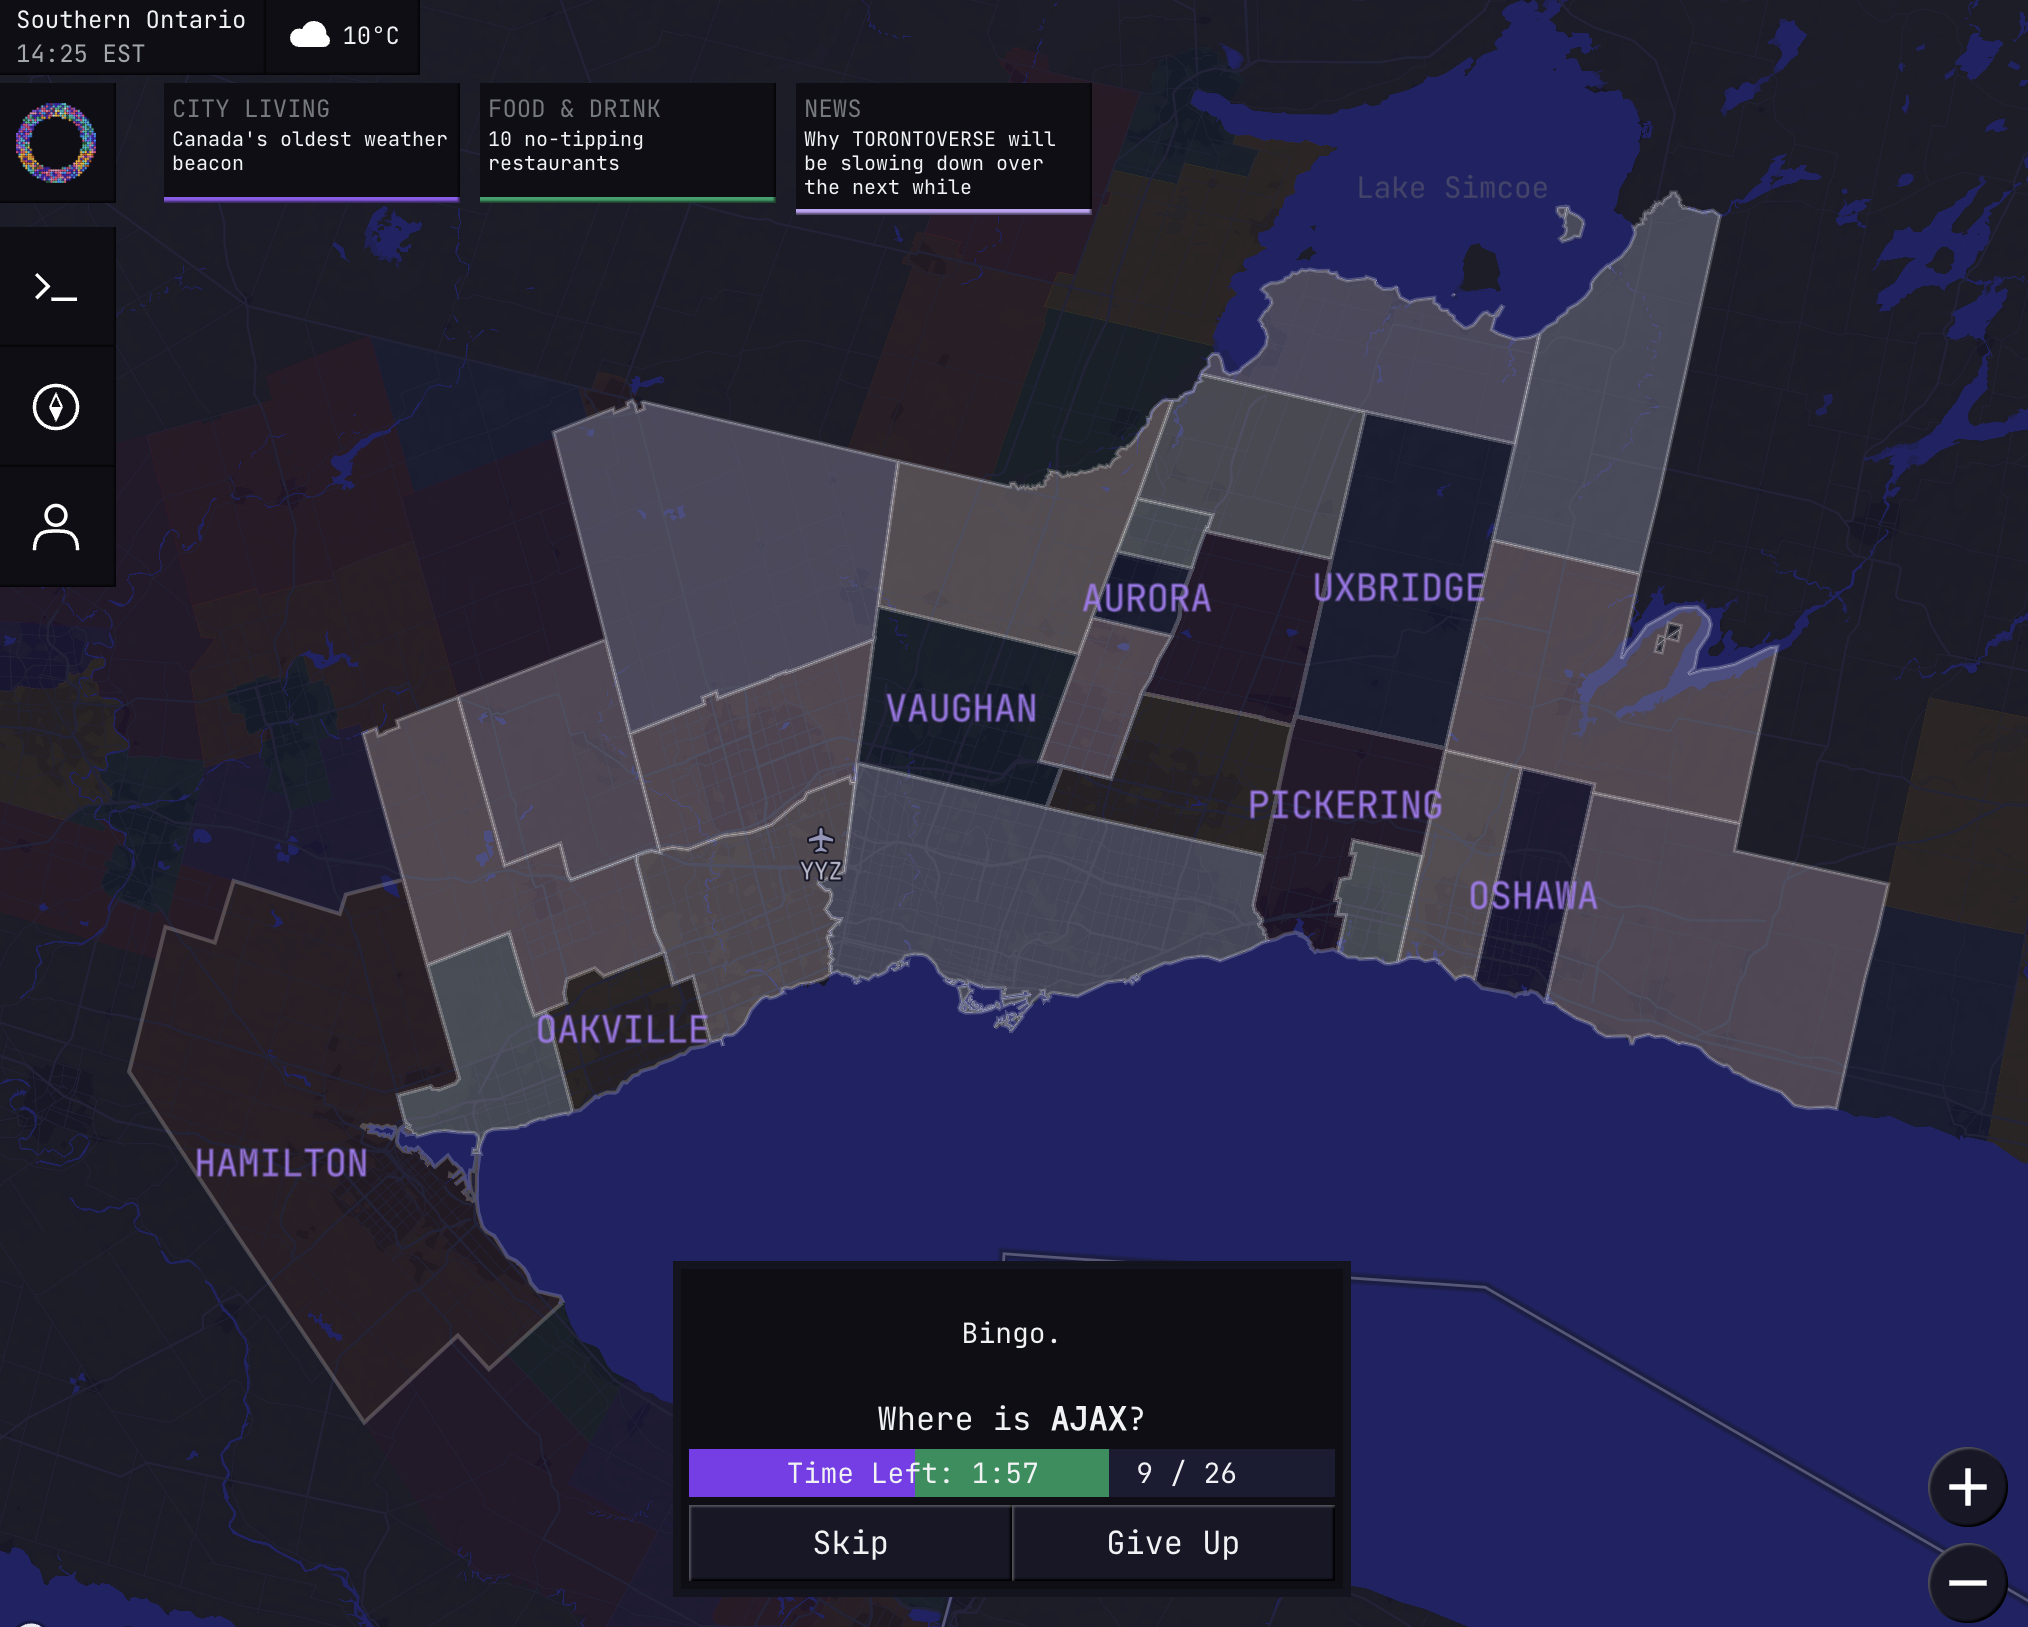 Southern Ontario
14:25 EST
10°C
CITY LIVING
Canada's oldest weather
beacon
FOOD & DRINK
10 no-tipping
restaurants
NEWS
Why TORONTOVERSE will
be slowing down over
the next while
>_
Lake Simcoe
UXBRIDGE
AURORA
VAUGHAN
PICKERING
YYZ
OSHAWA
OAKVILLE
HAMILTON
Bingo.
Where is AJAX?
Time Left: 1:57
9 / 26
Skip
Give Up
+
−